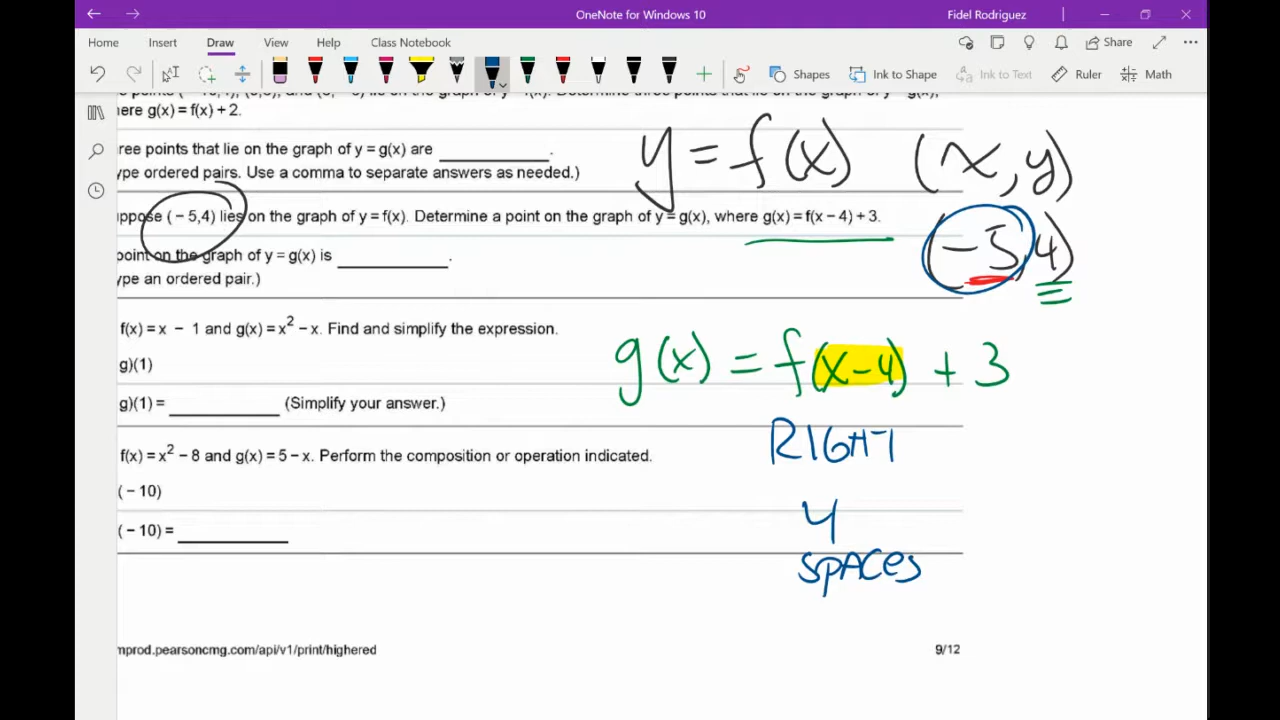 OneNote for Windows 10
Fidel Rodriguez
Home Insert Draw View Help Class Notebook
Share
Shapes Ink to Shape Ink to Text Ruler Math
+
here g(x) = f(x) + 2.
hree points that lie on the graph of y = g(x) are
ype ordered pairs. Use a comma to separate answers as needed.)
y = f(x) (x, y)
uppose (− 5,4) lies on the graph of y = f(x). Determine a point on the graph of y = g(x), where g(x) = f(x − 4) + 3.
(−5, 4)
point on the graph of y = g(x) is .
ype an ordered pair.)
f(x) = x − 1 and g(x) = x² − x. Find and simplify the expression.
g)(1)
g(x) = f(x−4) + 3
g)(1) = (Simplify your answer.)
RIGHT
f(x) = x² − 8 and g(x) = 5 − x. Perform the composition or operation indicated.
(− 10)
4
(− 10) =
SPACES
mprod.pearsoncmg.com/api/v1/print/highered
9/12